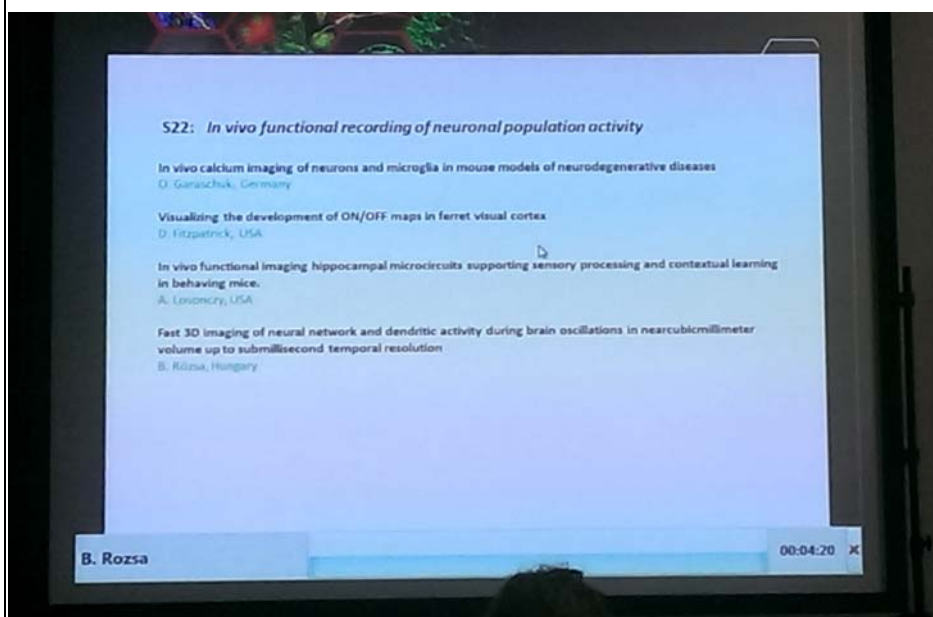 S22: In vivo functional recording of neuronal population activity
In vivo calcium imaging of neurons and microglia in mouse models of neurodegenerative diseases
O. Garaschuk, Germany
Visualizing the development of ON/OFF maps in ferret visual cortex
D. Fitzpatrick, USA
In vivo functional imaging hippocampal microcircuits supporting sensory processing and contextual learning
in behaving mice.
A. Losonczy, USA
Fast 3D imaging of neural network and dendritic activity during brain oscillations in nearcubicmillimeter
volume up to submillisecond temporal resolution
B. Rózsa, Hungary
B. Rozsa
00:04:20